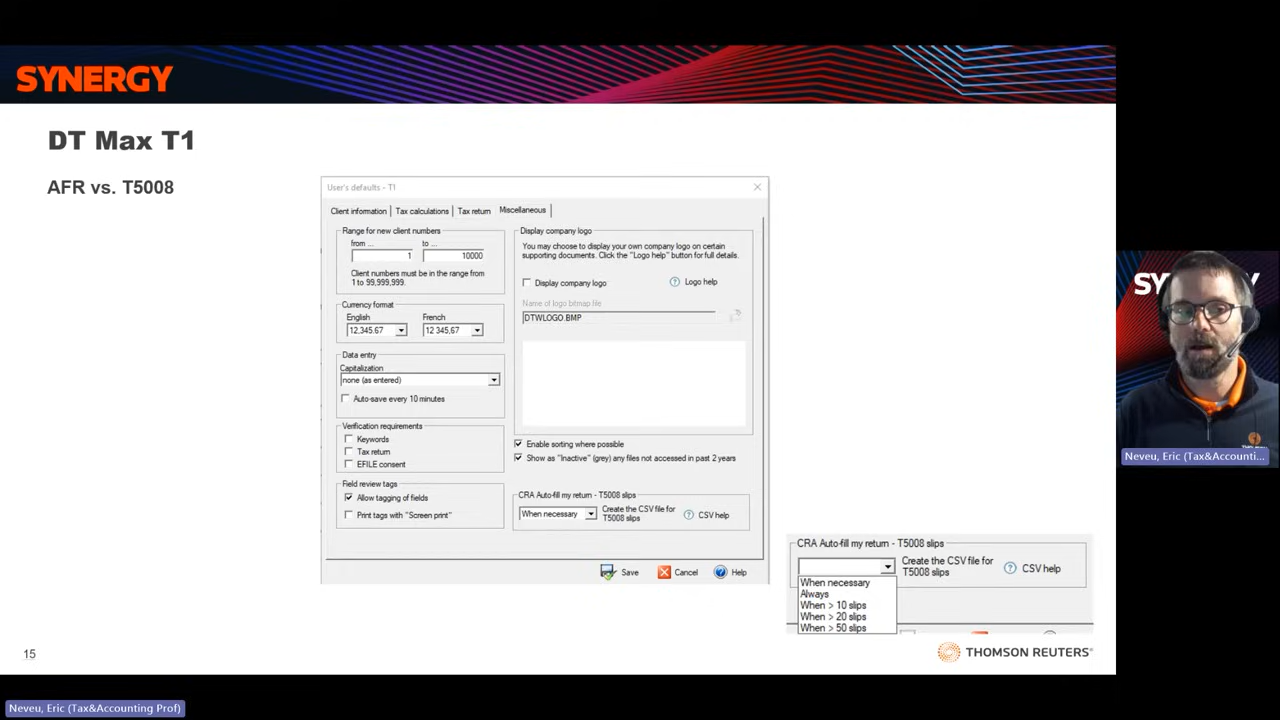 SYNERGY
DT Max T1
AFR vs. T5008
User's defaults - T1
Client information
Tax calculations
Tax return
Miscellaneous
Range for new client numbers
from ...
to ...
1
10000
Client numbers must be in the range from
1 to 99,999,999.
Currency format
English
French
12,345.67
12 345,67
Data entry
Capitalization
none (as entered)
Auto-save every 10 minutes
Verification requirements
Keywords
Tax return
EFILE consent
Field review tags
Allow tagging of fields
Print tags with "Screen print"
Display company logo
You may choose to display your own company logo on certain
supporting documents. Click the "Logo help" button for full details.
Display company logo
Logo help
Name of logo bitmap file
DTWLOGO.BMP
Enable sorting where possible
Show as "Inactive" (grey) any files not accessed in past 2 years
CRA Auto-fill my return - T5008 slips
When necessary
Create the CSV file for
T5008 slips
CSV help
Save
Cancel
Help
CRA Auto-fill my return - T5008 slips
Create the CSV file for
T5008 slips
CSV help
When necessary
Always
When > 10 slips
When > 20 slips
When > 50 slips
15
THOMSON REUTERS
Neveu, Eric (Tax&Accounti...
Neveu, Eric (Tax&Accounting Prof)